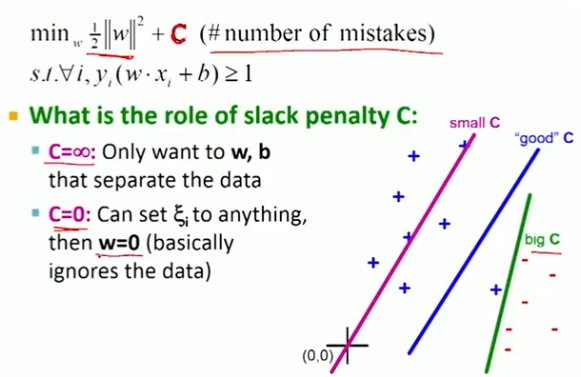 min_w ½‖w‖² + C (# number of mistakes)
s.t.∀i, y_i (w · x_i + b) ≥ 1
What is the role of slack penalty C:
C=∞: Only want to w, b
that separate the data
C=0: Can set ξ_i to anything,
then w=0 (basically
ignores the data)
small C
"good" C
big C
(0,0)